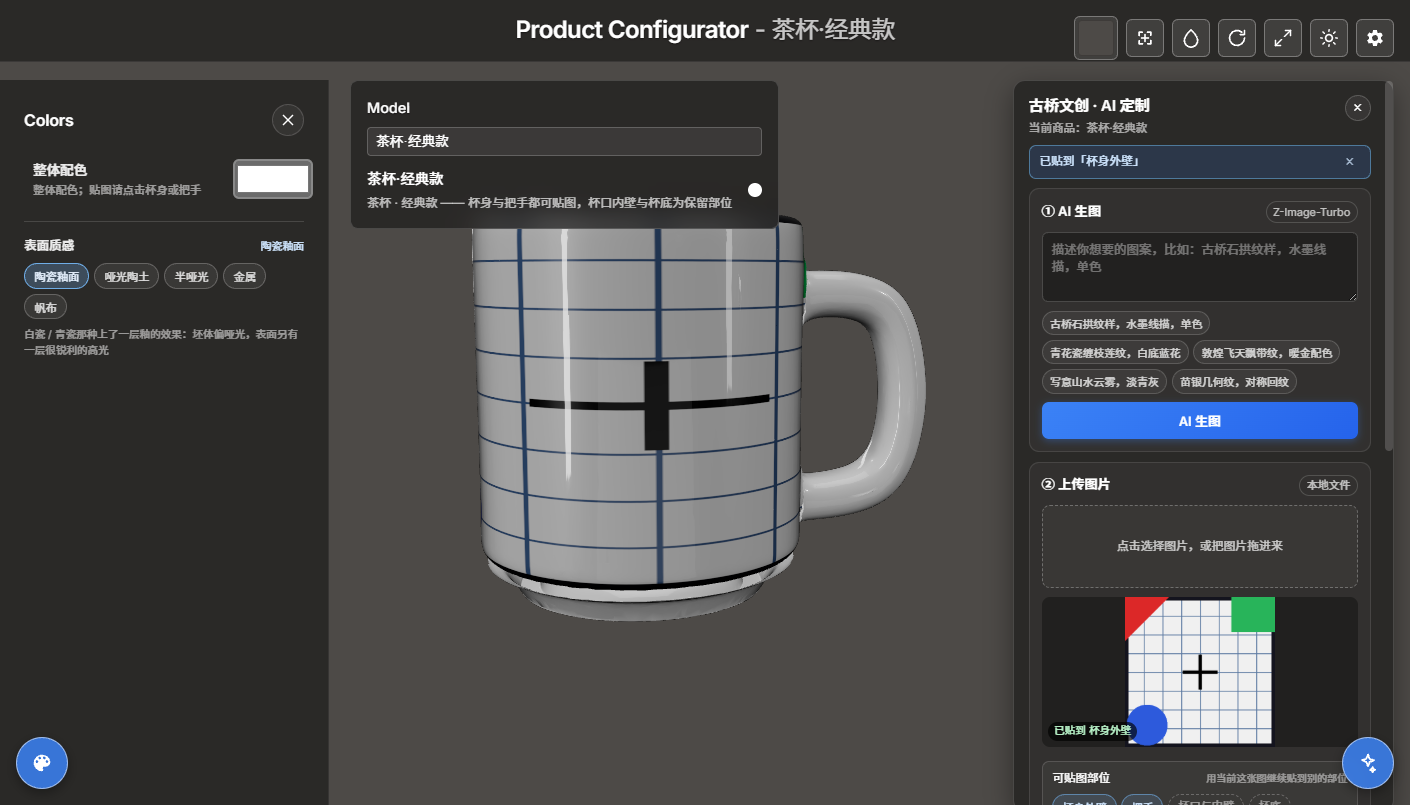 Product Configurator - 茶杯·经典款
Colors
整体配色
整体配色；贴图请点击杯身或把手
表面质感
陶瓷釉面
陶瓷釉面
哑光陶土
半哑光
金属
帆布
白瓷 / 青瓷那种上了一层釉的效果：坯体偏哑光，表面另有
一层很锐利的高光
Model
茶杯·经典款
茶杯·经典款
茶杯 · 经典款 —— 杯身与把手都可贴图，杯口内壁与杯底为保留部位
古桥文创 · AI 定制
当前商品：茶杯·经典款
已贴到「杯身外壁」
① AI 生图
Z-Image-Turbo
描述你想要的图案，比如：古桥石拱纹样，水墨线
描，单色
古桥石拱纹样，水墨线描，单色
青花瓷缠枝莲纹，白底蓝花
敦煌飞天飘带纹，暖金配色
写意山水云雾，淡青灰
苗银几何纹，对称回纹
AI 生图
② 上传图片
本地文件
点击选择图片，或把图片拖进来
已贴到 杯身外壁
可贴图部位
用当前这张图继续贴到别的部位
杯身外壁
把手
杯口与内壁
杯底